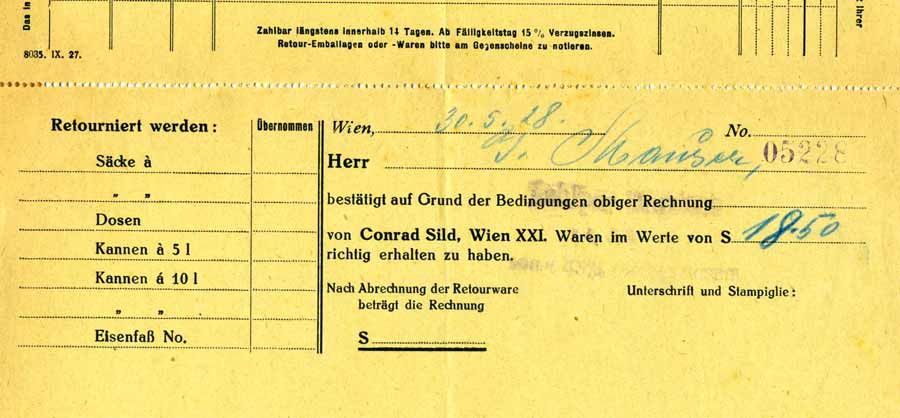 Das in
Ihrer
Zahlbar längstens innerhalb 14 Tagen. Ab Fälligkeitstag 15 % Verzugszinsen.
Retour-Emballagen oder -Waren bitte am Gegenscheine zu notieren.
8035. IX. 27.
Retourniert werden:
Übernommen
Säcke à
„ „
Dosen
Kannen à 5 l
Kannen á 10 l
„ „
Eisenfaß No.
Wien, 30. 5. 28. No.
Herr 05228
bestätigt auf Grund der Bedingungen obiger Rechnung
von Conrad Sild, Wien XXI. Waren im Werte von S 18.50
richtig erhalten zu haben.
Nach Abrechnung der Retourware
beträgt die Rechnung
Unterschrift und Stampiglie:
S